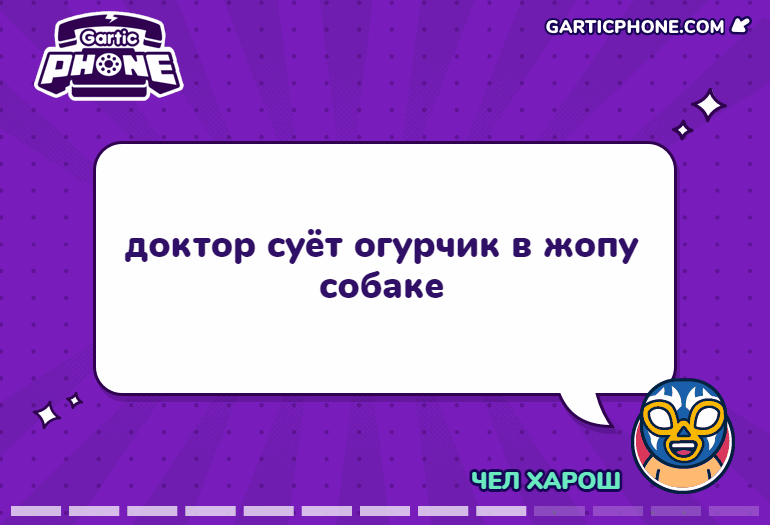 GARTICPHONE.COM
Gartic
PHONE
доктор суёт огурчик в жопу
собаке
ЧЕЛ ХАРОШ